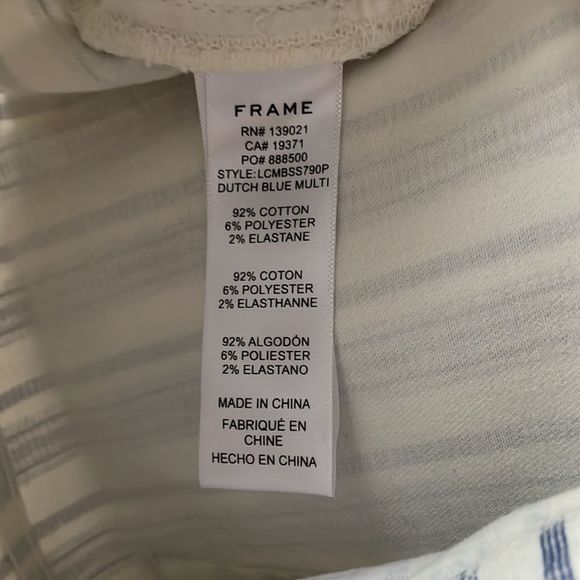 FRAME
RN# 139021
CA# 19371
PO# 888500
STYLE:LCMBSS790P
DUTCH BLUE MULTI
92% COTTON
6% POLYESTER
2% ELASTANE
92% COTON
6% POLYESTER
2% ELASTHANNE
92% ALGODÓN
6% POLIESTER
2% ELASTANO
MADE IN CHINA
FABRIQUÉ EN
CHINE
HECHO EN CHINA